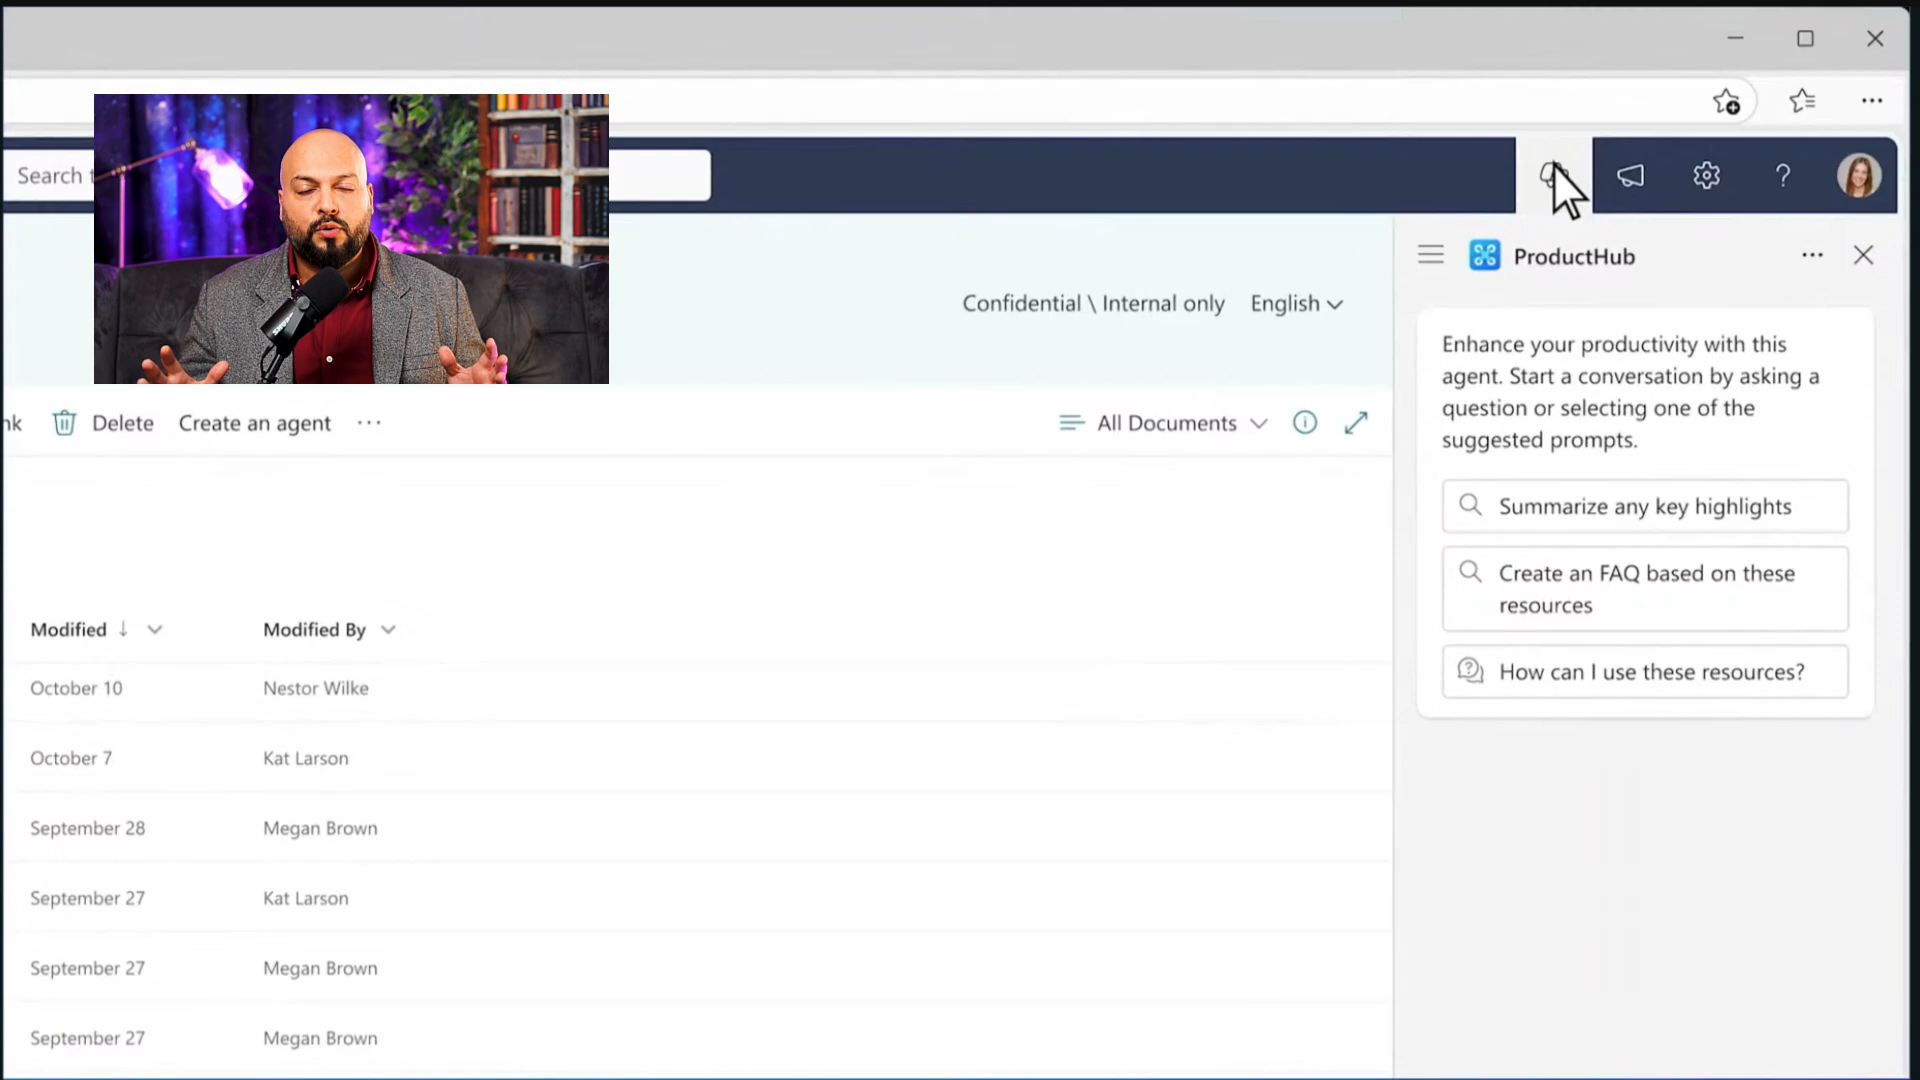 Search
Confidential \ Internal only English
ProductHub
Enhance your productivity with this
agent. Start a conversation by asking a
question or selecting one of the
suggested prompts.
Summarize any key highlights
Create an FAQ based on these
resources
How can I use these resources?
nk Delete Create an agent ...
All Documents
Modified Modified By
October 10 Nestor Wilke
October 7 Kat Larson
September 28 Megan Brown
September 27 Kat Larson
September 27 Megan Brown
September 27 Megan Brown